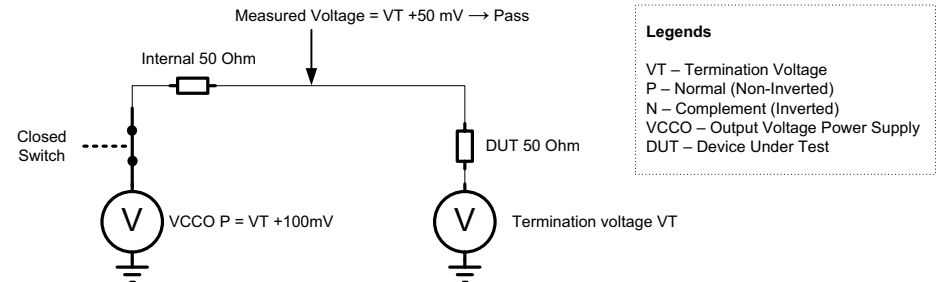 Measured Voltage = VT +50 mV → Pass
Internal 50 Ohm
Closed
Switch
DUT 50 Ohm
V
VCCO P = VT +100mV
V
Termination voltage VT
Legends
VT – Termination Voltage
P – Normal (Non-Inverted)
N – Complement (Inverted)
VCCO – Output Voltage Power Supply
DUT – Device Under Test